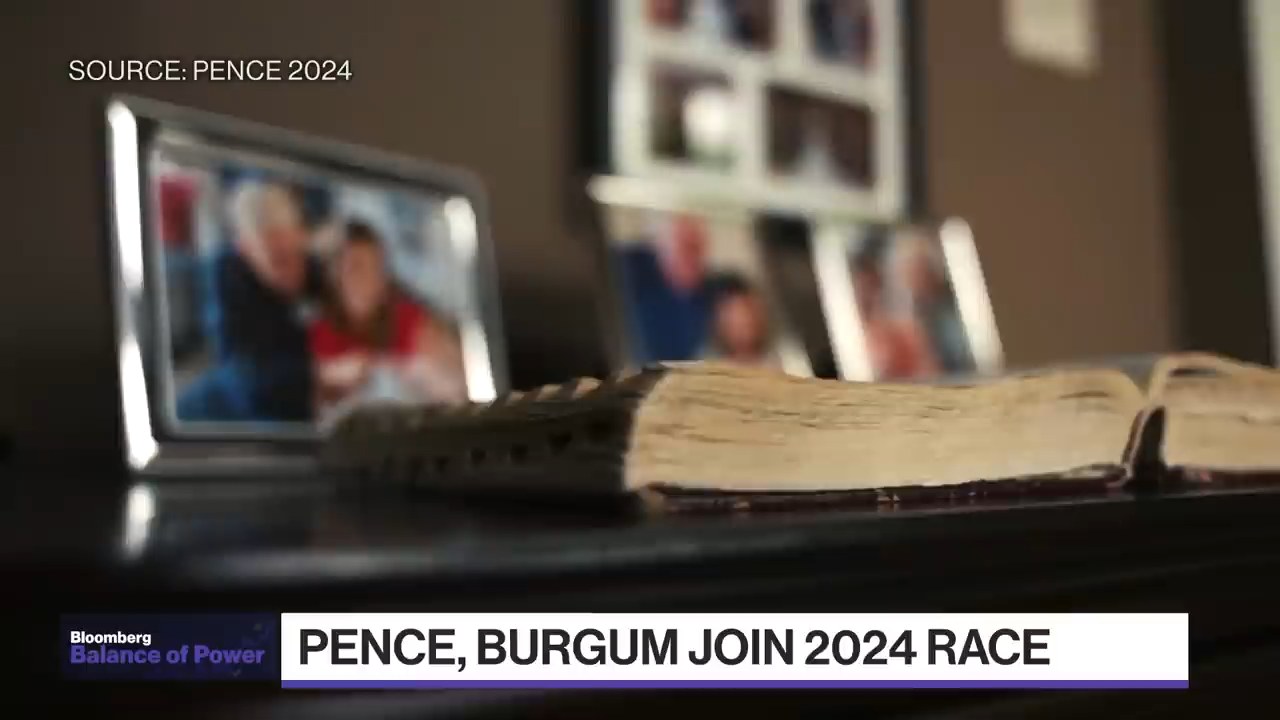 SOURCE: PENCE 2024
Bloomberg
Balance of Power
PENCE, BURGUM JOIN 2024 RACE